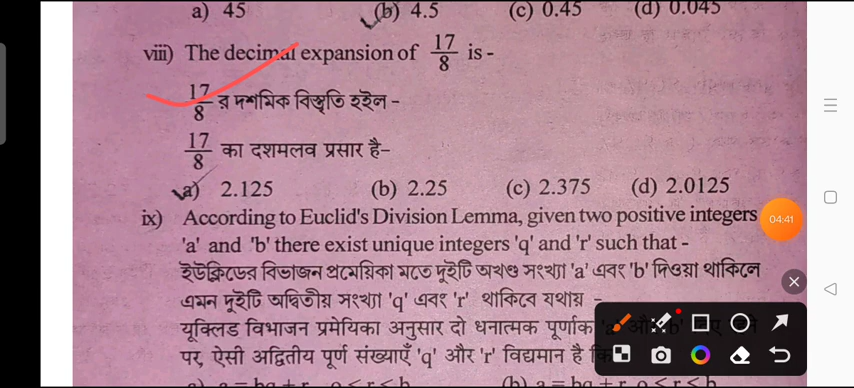 a) 45 (b) 4.5 (c) 0.45 (d) 0.045
viii) The decimal expansion of 17/8 is -
17/8 র দশমিক বিস্তৃতি হইল -
17/8 का दशमलव प्रसार है-
a) 2.125 (b) 2.25 (c) 2.375 (d) 2.0125
ix) According to Euclid's Division Lemma, given two positive integers
'a' and 'b' there exist unique integers 'q' and 'r' such that -
ইউক্লিডের বিভাজন প্রমেয়িকা মতে দুইটি অখণ্ড সংখ্যা 'a' এবং 'b' দিওয়া থাকিলে
এমন দুইটি অদ্বিতীয় সংখ্যা 'q' এবং 'r' থাকিবে যথায় -
यूक्लिड विभाजन प्रमेयिका अनुसार दो धनात्मक पूर्णाक
पर, ऐसी अद्वितीय पूर्ण संख्याएँ 'q' और 'r' विद्यमान है
04:41